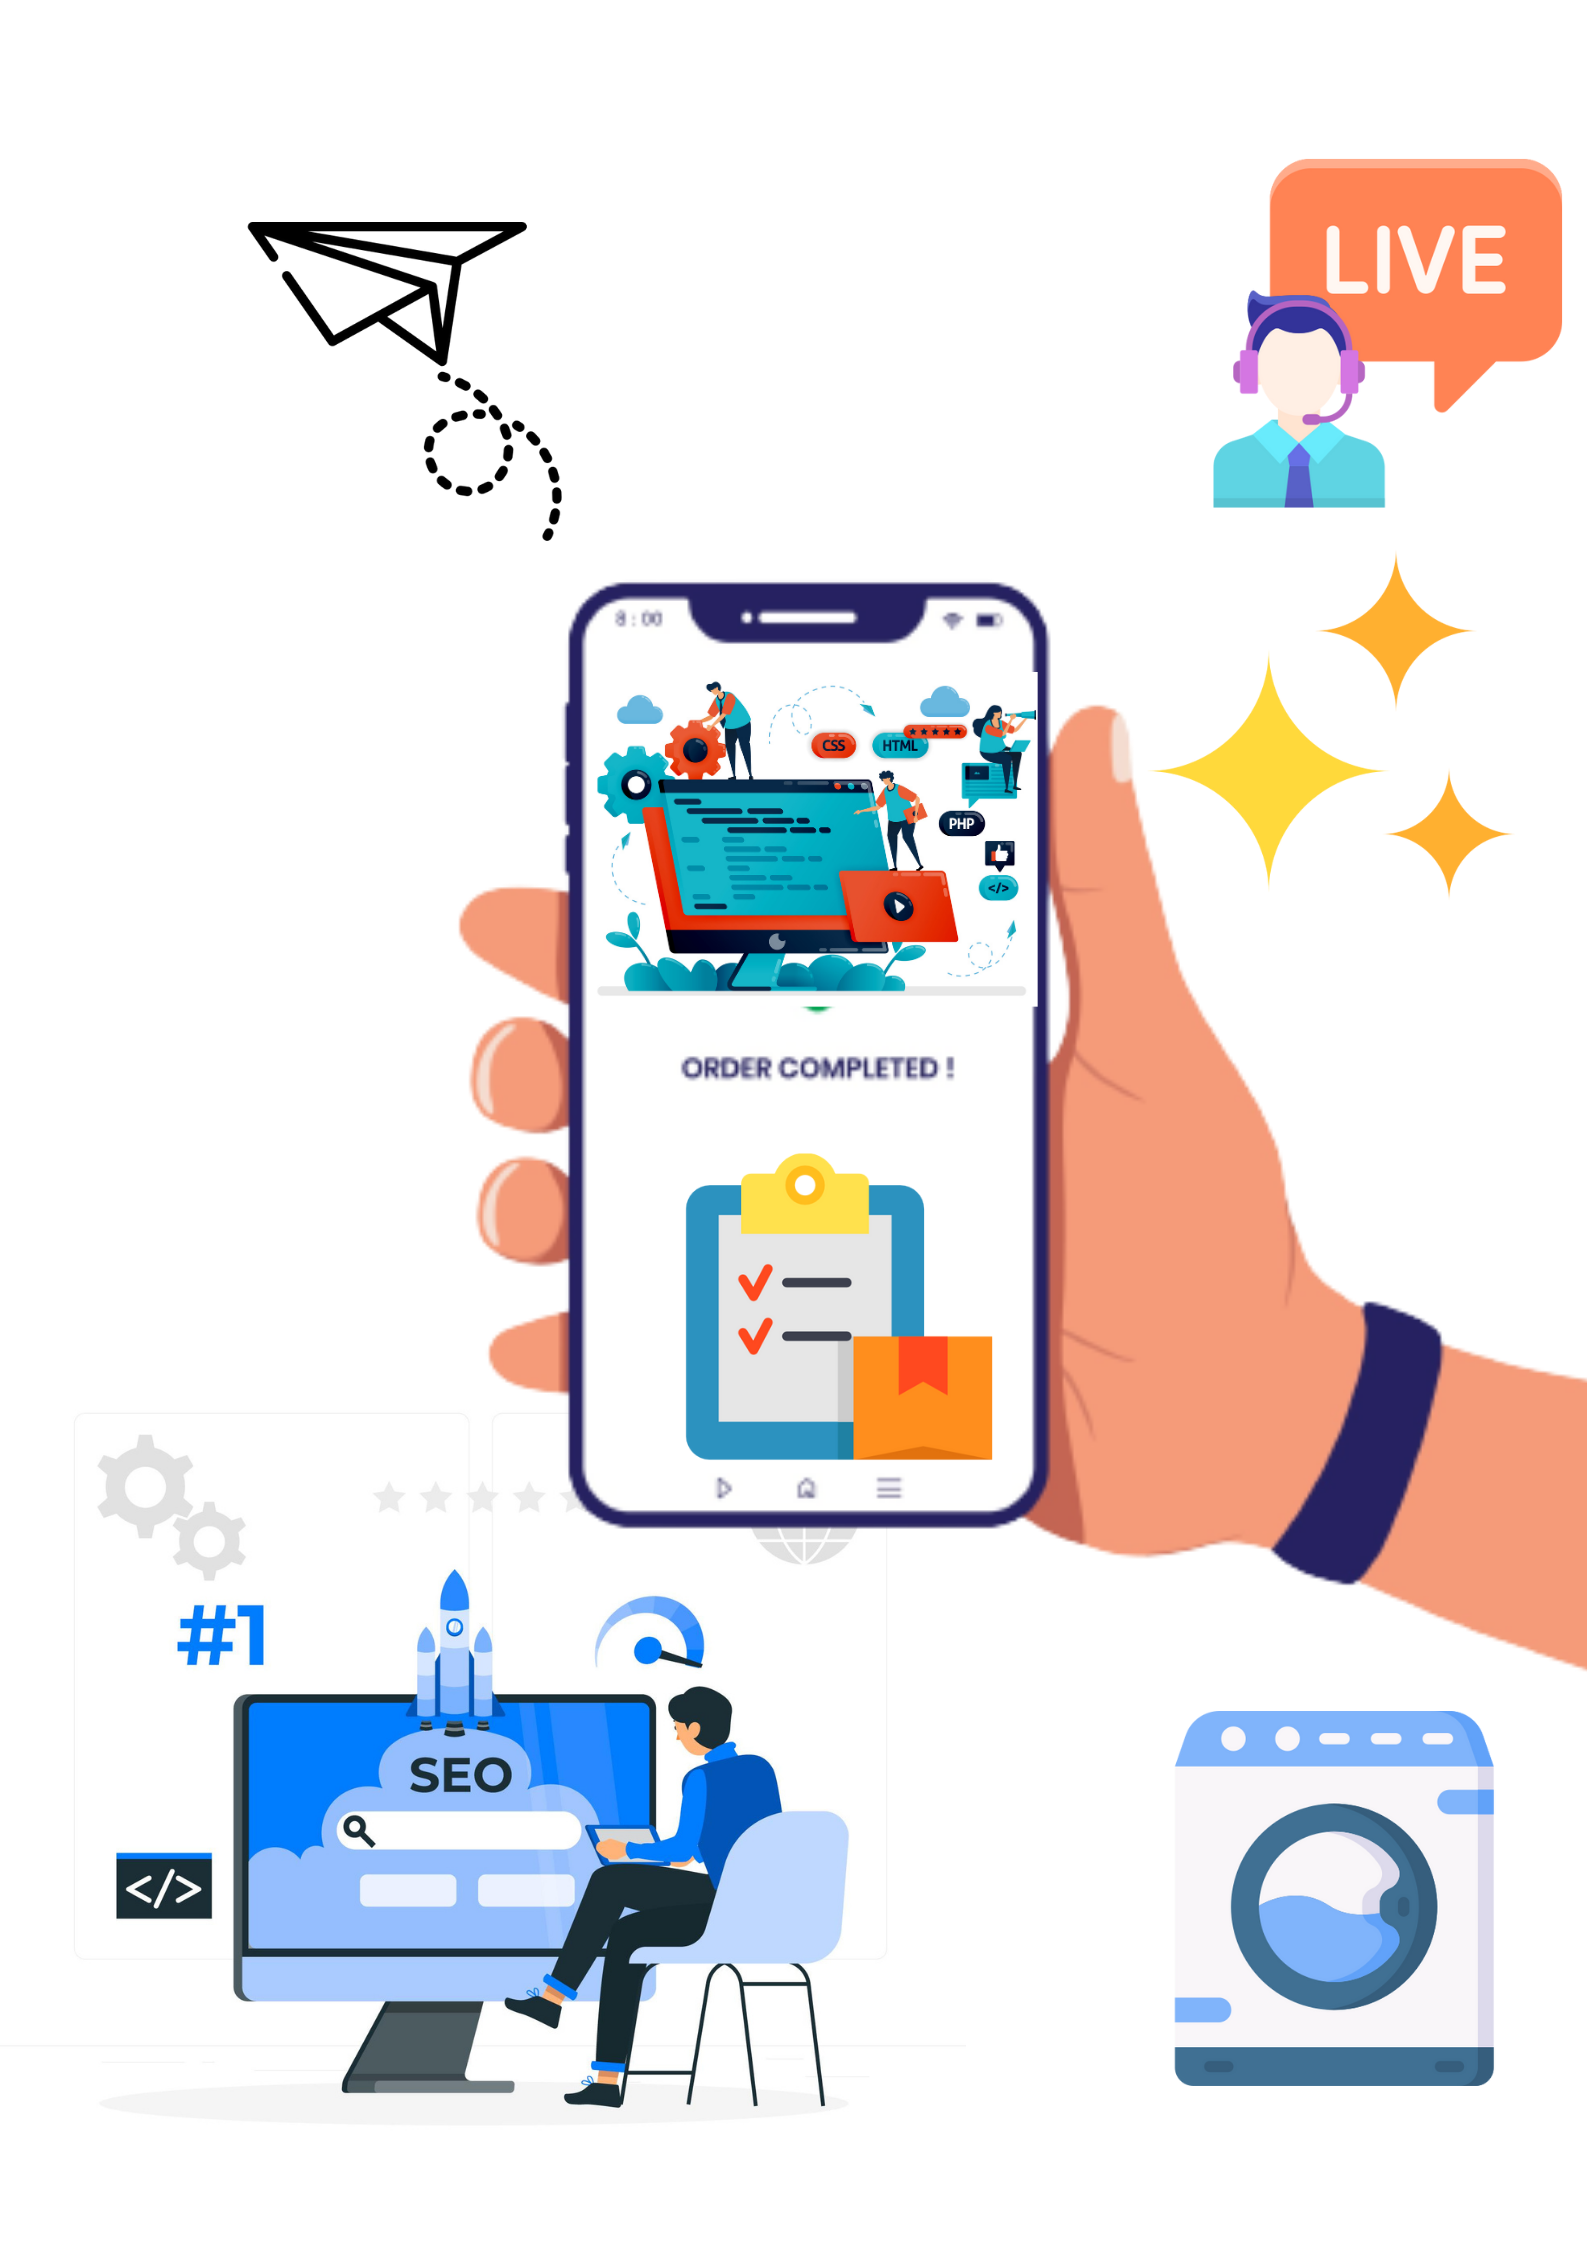 LIVE
8:00
CSS
HTML
PHP
</>
ORDER COMPLETED !
#1
SEO
</>